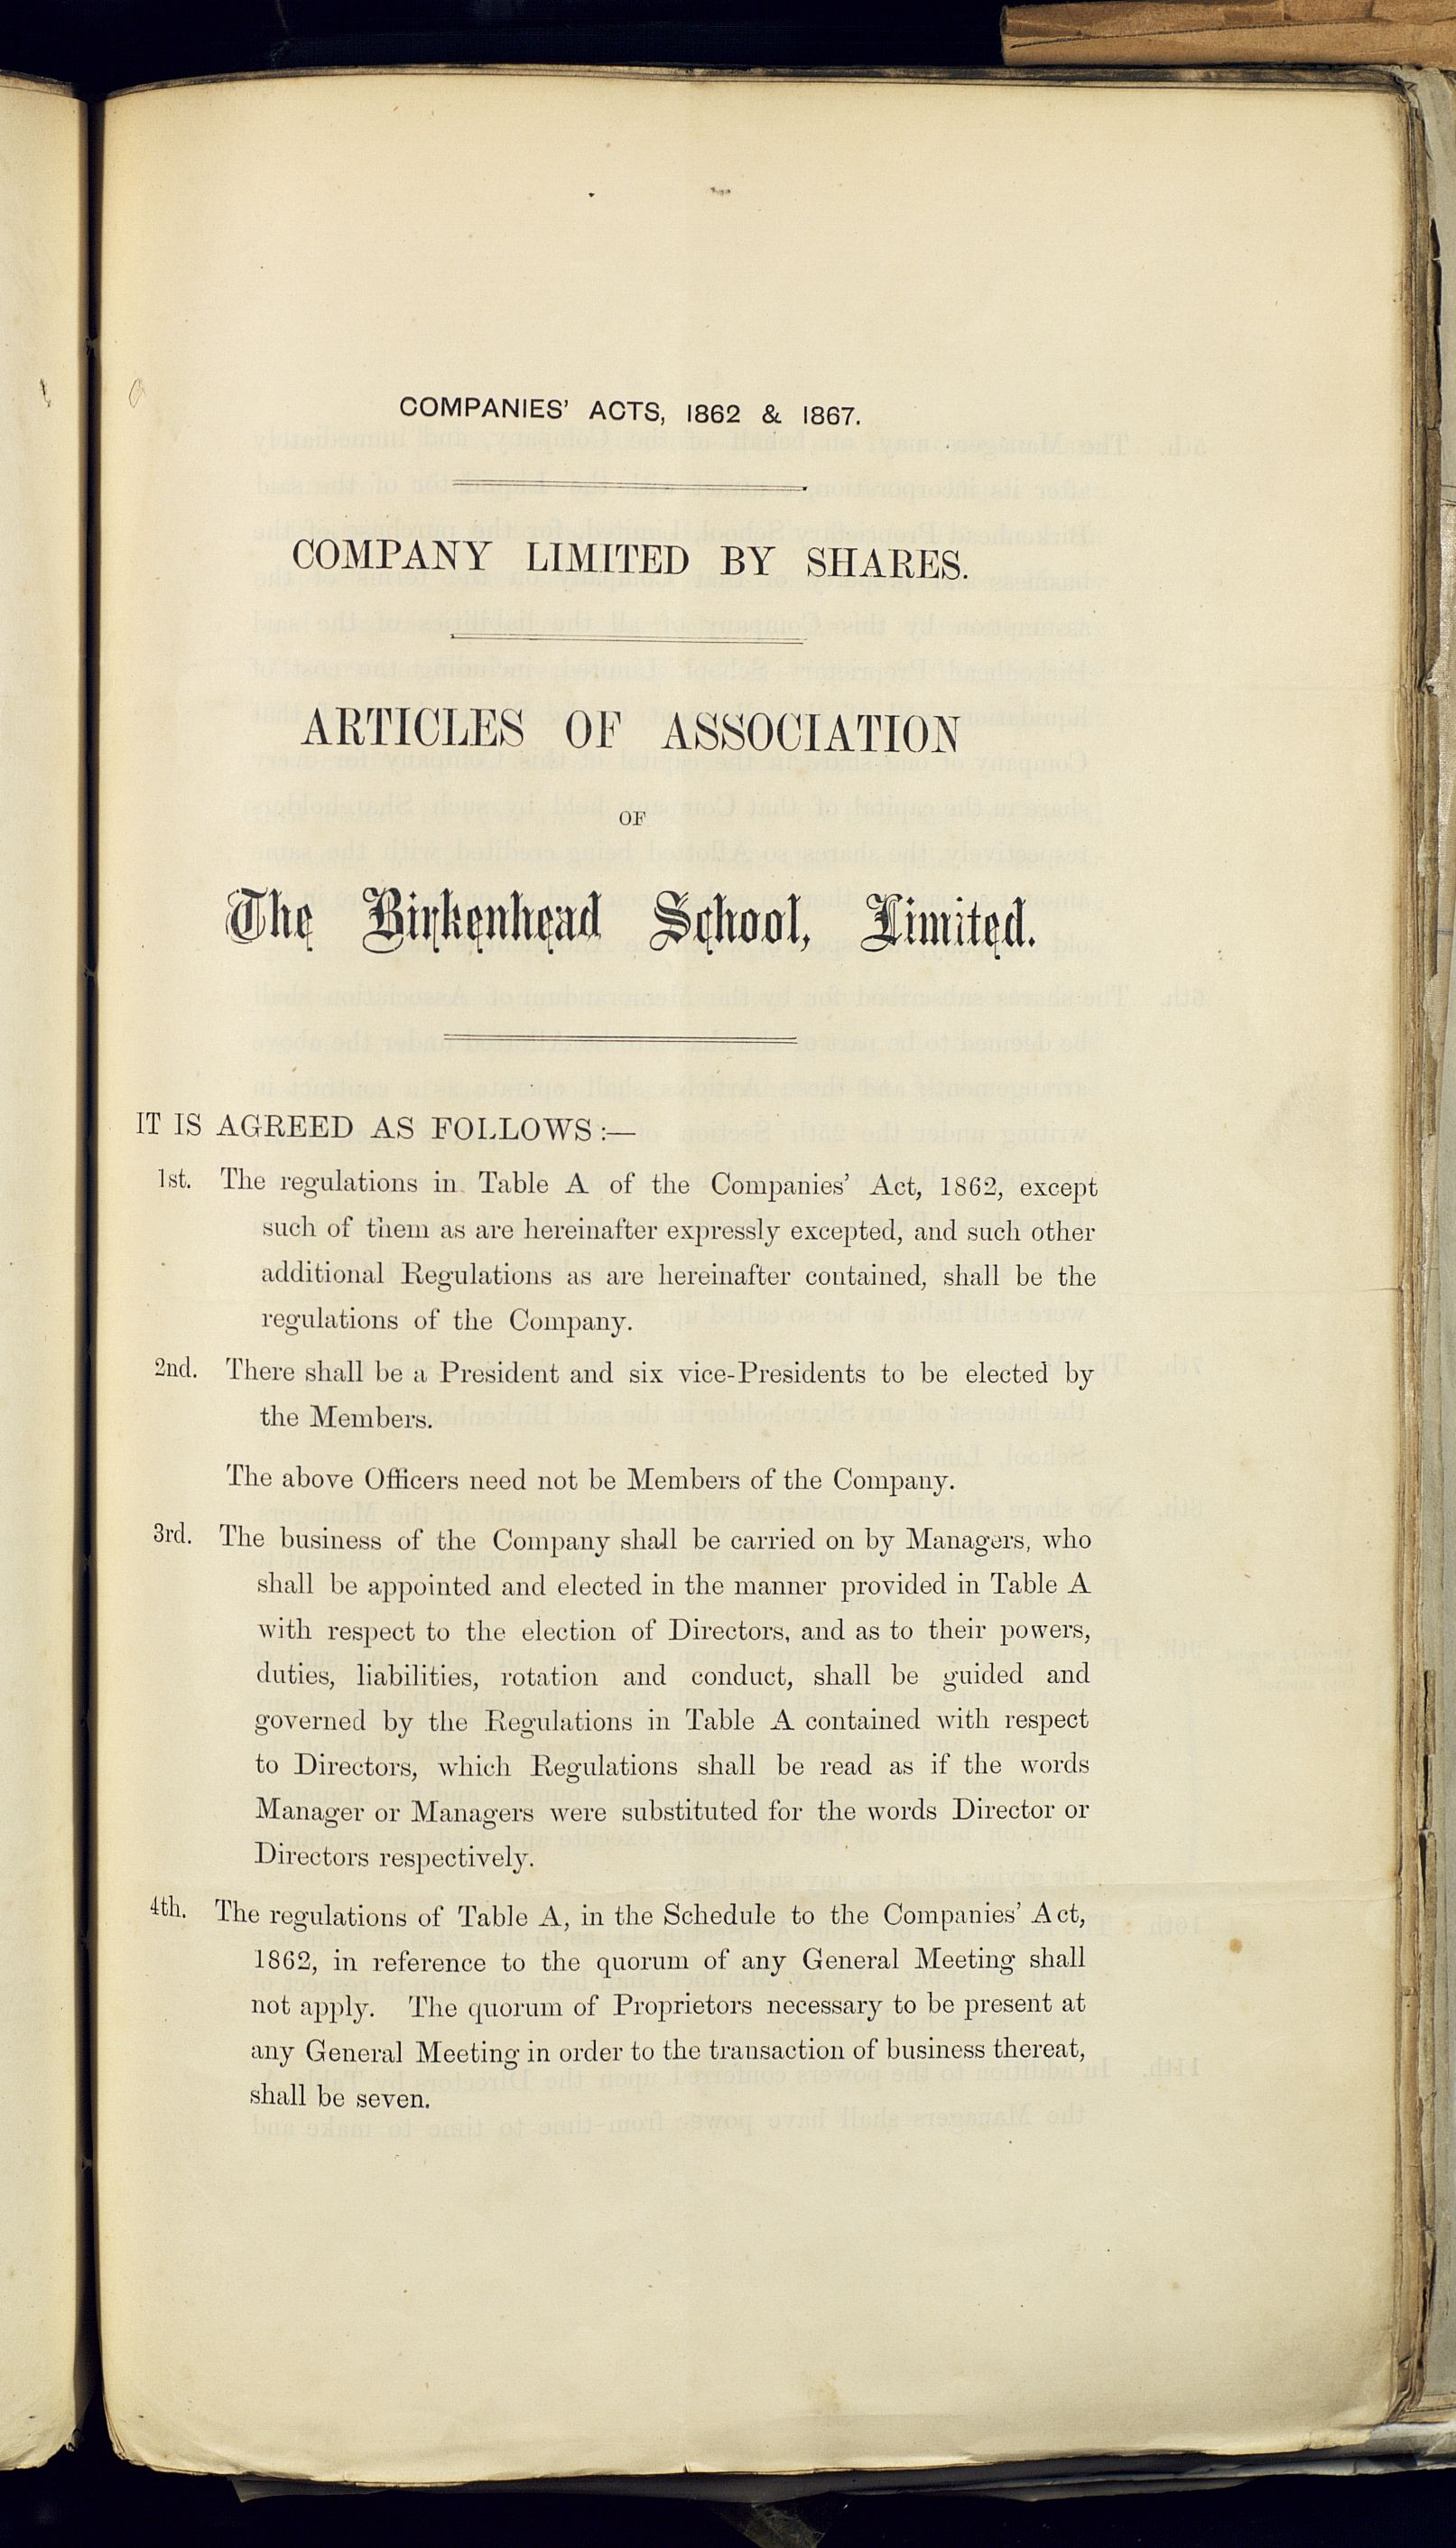 COMPANIES' ACTS, 1862 & 1867.
COMPANY LIMITED BY SHARES.
ARTICLES OF ASSOCIATION
OF
The Birkenhead School, Limited.
IT IS AGREED AS FOLLOWS:—
1st. The regulations in Table A of the Companies' Act, 1862, except
such of them as are hereinafter expressly excepted, and such other
additional Regulations as are hereinafter contained, shall be the
regulations of the Company.
2nd. There shall be a President and six vice-Presidents to be elected by
the Members.
The above Officers need not be Members of the Company.
3rd. The business of the Company shall be carried on by Managers, who
shall be appointed and elected in the manner provided in Table A
with respect to the election of Directors, and as to their powers,
duties, liabilities, rotation and conduct, shall be guided and
governed by the Regulations in Table A contained with respect
to Directors, which Regulations shall be read as if the words
Manager or Managers were substituted for the words Director or
Directors respectively.
4th. The regulations of Table A, in the Schedule to the Companies' Act,
1862, in reference to the quorum of any General Meeting shall
not apply. The quorum of Proprietors necessary to be present at
any General Meeting in order to the transaction of business thereat,
shall be seven.